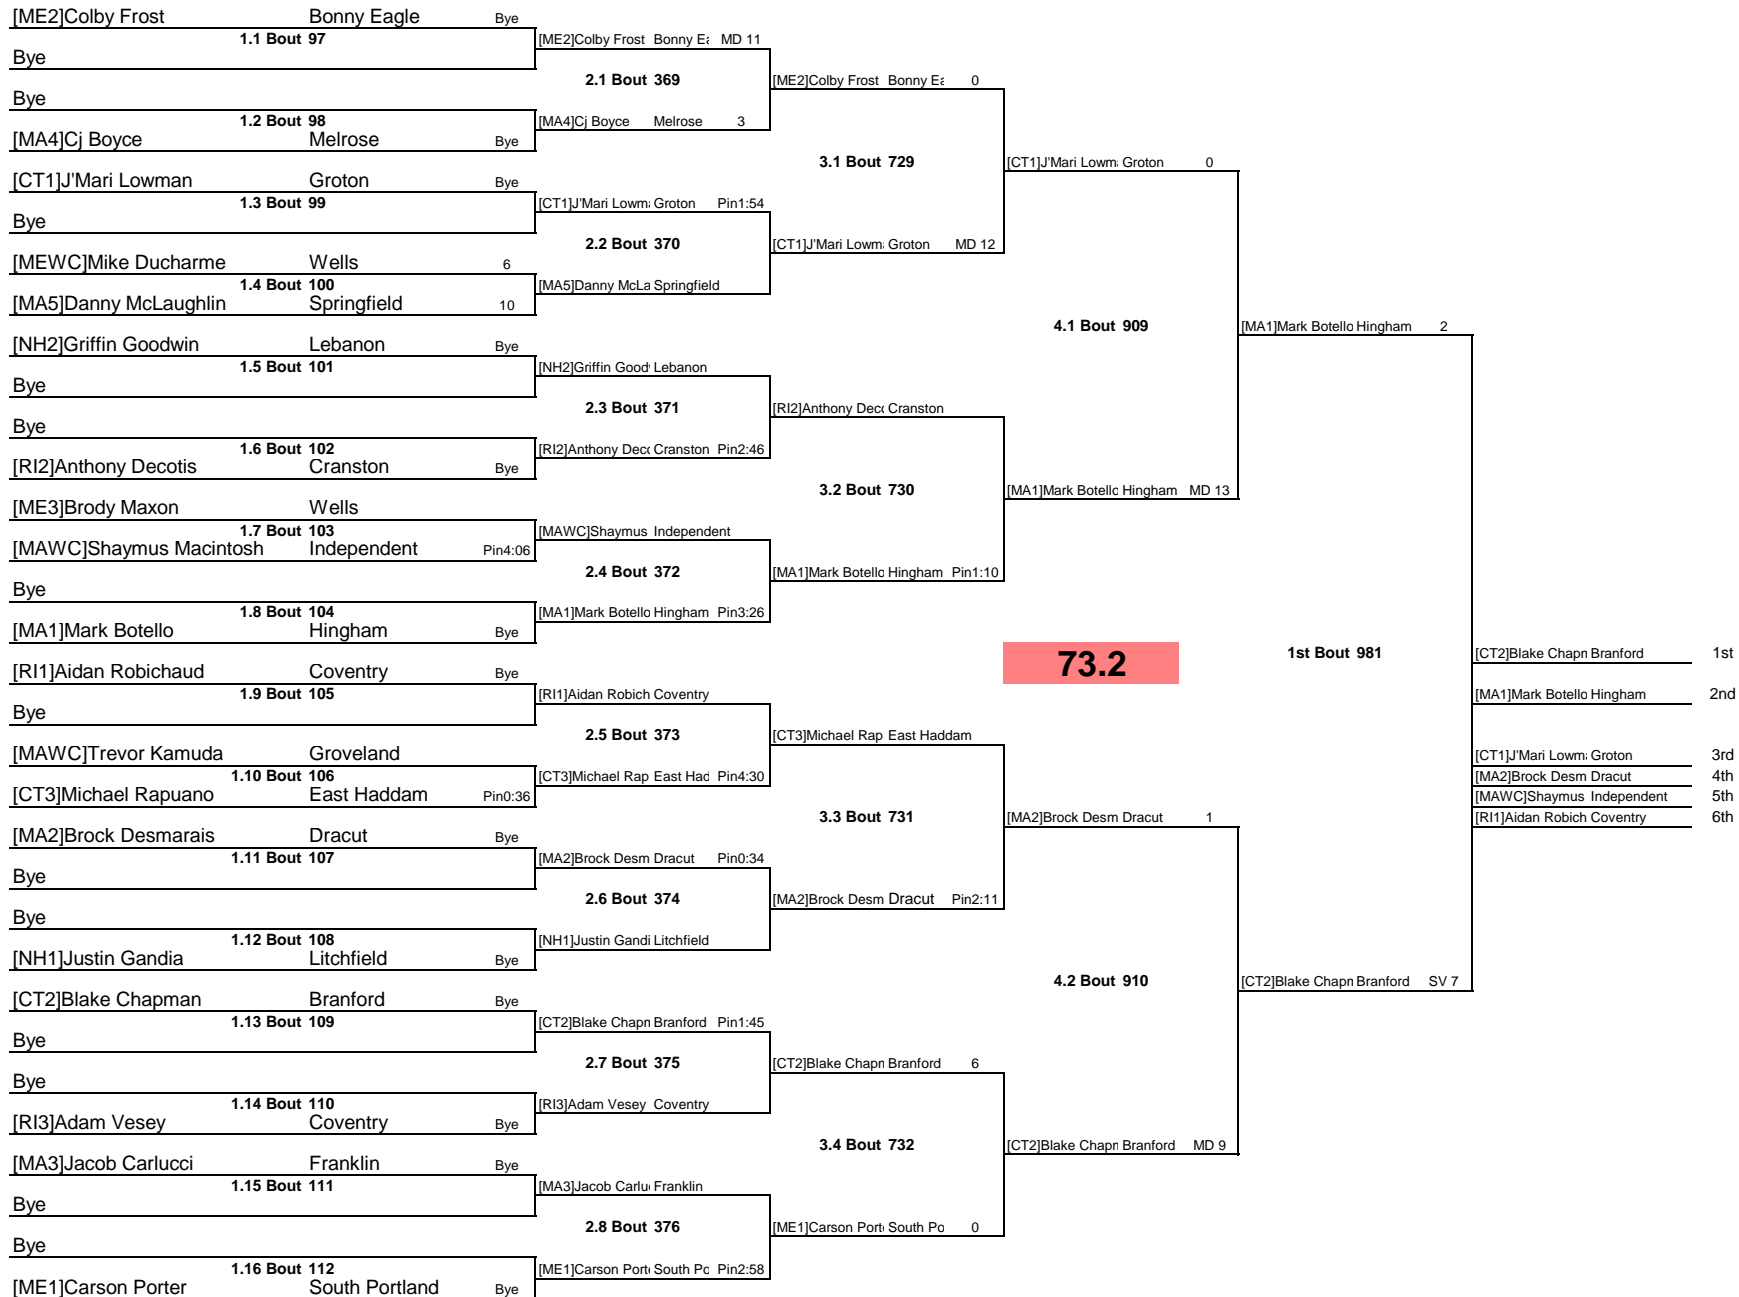 [ME2]Colby Frost Bonny Eagle Bye
1.1 Bout 97
Bye
Bye
1.2 Bout 98
[MA4]Cj Boyce Melrose Bye
[CT1]J'Mari Lowman Groton Bye
1.3 Bout 99
Bye
[MEWC]Mike Ducharme Wells 6
1.4 Bout 100
[MA5]Danny McLaughlin Springfield 10
[NH2]Griffin Goodwin Lebanon Bye
1.5 Bout 101
Bye
Bye
1.6 Bout 102
[RI2]Anthony Decotis Cranston Bye
[ME3]Brody Maxon Wells
1.7 Bout 103
[MAWC]Shaymus Macintosh Independent Pin4:06
Bye
1.8 Bout 104
[MA1]Mark Botello Hingham Bye
[RI1]Aidan Robichaud Coventry Bye
1.9 Bout 105
Bye
[MAWC]Trevor Kamuda Groveland
1.10 Bout 106
[CT3]Michael Rapuano East Haddam Pin0:36
[MA2]Brock Desmarais Dracut Bye
1.11 Bout 107
Bye
Bye
1.12 Bout 108
[NH1]Justin Gandia Litchfield Bye
[CT2]Blake Chapman Branford Bye
1.13 Bout 109
Bye
Bye
1.14 Bout 110
[RI3]Adam Vesey Coventry Bye
[MA3]Jacob Carlucci Franklin Bye
1.15 Bout 111
Bye
Bye
1.16 Bout 112
[ME1]Carson Porter South Portland Bye
[ME2]Colby Frost Bonny Ea MD 11
2.1 Bout 369
[MA4]Cj Boyce Melrose 3
[CT1]J'Mari Lowma Groton Pin1:54
2.2 Bout 370
[MA5]Danny McLa Springfield
[NH2]Griffin Good Lebanon
2.3 Bout 371
[RI2]Anthony Deco Cranston Pin2:46
[MAWC]Shaymus Independent
2.4 Bout 372
[MA1]Mark Botello Hingham Pin3:26
[RI1]Aidan Robich Coventry
2.5 Bout 373
[CT3]Michael Rap East Had Pin4:30
[MA2]Brock Desm Dracut Pin0:34
2.6 Bout 374
[NH1]Justin Gandi Litchfield
[CT2]Blake Chapn Branford Pin1:45
2.7 Bout 375
[RI3]Adam Vesey Coventry
[MA3]Jacob Carlu Franklin
2.8 Bout 376
[ME1]Carson Port South Po Pin2:58
[ME2]Colby Frost Bonny Ea 0
3.1 Bout 729
[CT1]J'Mari Lowma Groton MD 12
[RI2]Anthony Deco Cranston
3.2 Bout 730
[MA1]Mark Botello Hingham Pin1:10
[CT3]Michael Rap East Haddam
3.3 Bout 731
[MA2]Brock Desm Dracut Pin2:11
[CT2]Blake Chapn Branford 6
3.4 Bout 732
[ME1]Carson Port South Po 0
[CT1]J'Mari Lowma Groton 0
4.1 Bout 909
[MA1]Mark Botello Hingham MD 13
73.2
[MA2]Brock Desm Dracut 1
4.2 Bout 910
[CT2]Blake Chapn Branford MD 9
[MA1]Mark Botello Hingham 2
1st Bout 981
[CT2]Blake Chapn Branford SV 7
[CT2]Blake Chapn Branford 1st
[MA1]Mark Botello Hingham 2nd
[CT1]J'Mari Lowma Groton 3rd
[MA2]Brock Desm Dracut 4th
[MAWC]Shaymus Independent 5th
[RI1]Aidan Robich Coventry 6th